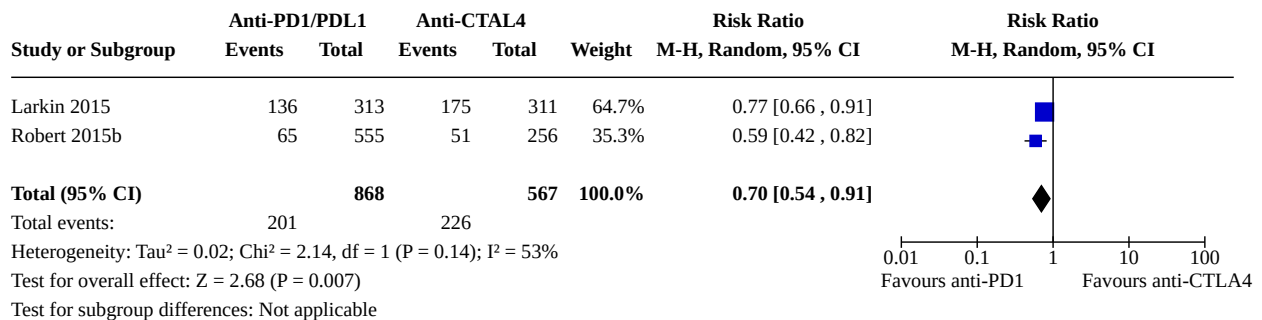 Anti-PD1/PDL1 Anti-CTAL4 Risk Ratio Risk Ratio
Study or Subgroup Events Total Events Total Weight M-H, Random, 95% CI M-H, Random, 95% CI
Larkin 2015 136 313 175 311 64.7% 0.77 [0.66 , 0.91]
Robert 2015b 65 555 51 256 35.3% 0.59 [0.42 , 0.82]
Total (95% CI) 868 567 100.0% 0.70 [0.54 , 0.91]
Total events: 201 226
Heterogeneity: Tau² = 0.02; Chi² = 2.14, df = 1 (P = 0.14); I² = 53%
0.01 0.1 1 10 100
Test for overall effect: Z = 2.68 (P = 0.007)
Favours anti-PD1 Favours anti-CTLA4
Test for subgroup differences: Not applicable